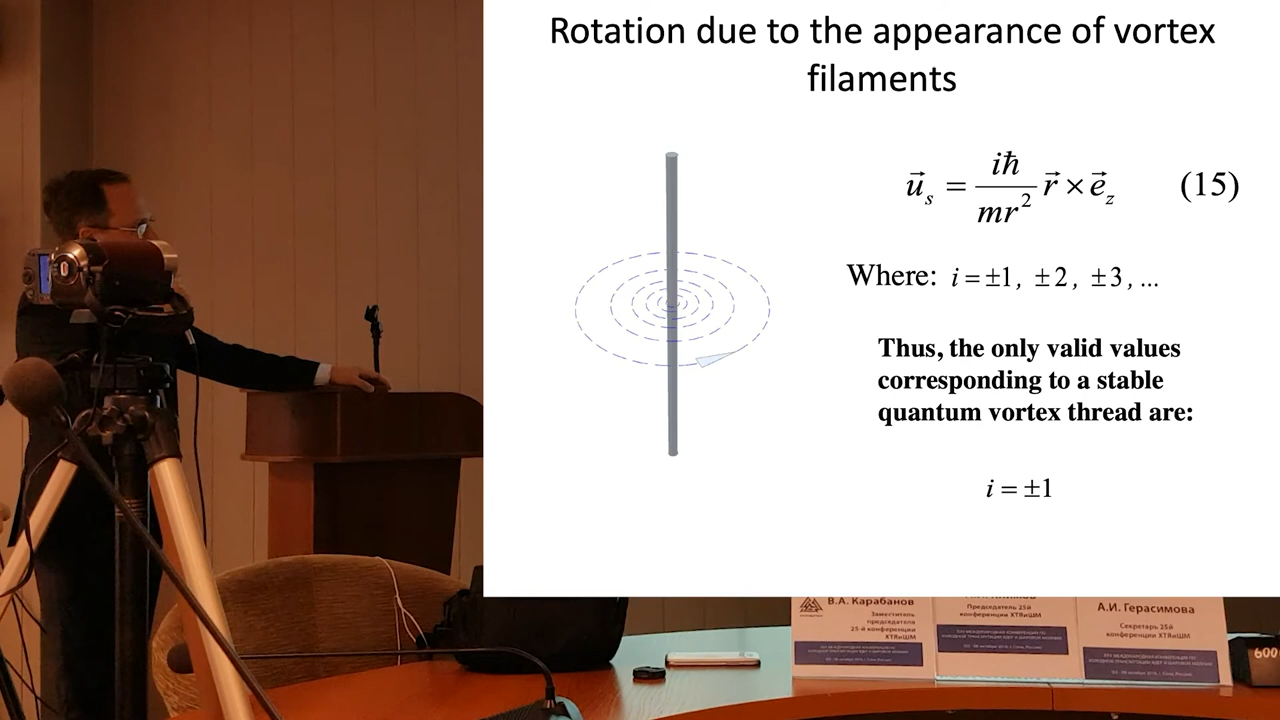 Rotation due to the appearance of vortex
filaments
u⃗ₛ = iħ / mr² r⃗ × e⃗_z (15)
Where: i = ±1, ±2, ±3, ...
Thus, the only valid values
corresponding to a stable
quantum vortex thread are:
i = ±1
В.А. Карабанов
Заместитель
председателя
25-й конференции
ХТЯиШМ
Председатель 25й
конференции ХТЯиШМ
А.И. Герасимова
Секретарь 25й
конференции ХТЯиШМ
600